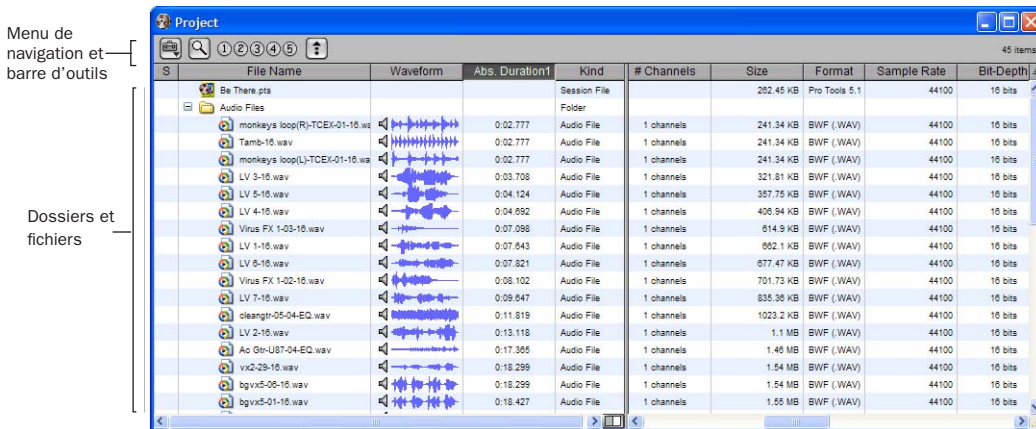 Menu de
navigation et
barre d'outils
Dossiers et
fichiers
Project
1 2 3 4 5
45 items
S File Name Waveform Abs. Duration1 Kind # Channels Size Format Sample Rate Bit-Depth
Be There.pts Session File 262.45 KB Pro Tools 5.1 44100 16 bits
Audio Files Folder
monkeys loop(R)-TCEX-01-16.wa 0:02.777 Audio File 1 channels 241.34 KB BWF (.WAV) 44100 16 bits
Tamb-16.wav 0:02.777 Audio File 1 channels 241.34 KB BWF (.WAV) 44100 16 bits
monkeys loop(L)-TCEX-01-16.wa 0:02.777 Audio File 1 channels 241.34 KB BWF (.WAV) 44100 16 bits
LV 3-16.wav 0:03.708 Audio File 1 channels 321.81 KB BWF (.WAV) 44100 16 bits
LV 5-16.wav 0:04.124 Audio File 1 channels 357.75 KB BWF (.WAV) 44100 16 bits
LV 4-16.wav 0:04.692 Audio File 1 channels 406.94 KB BWF (.WAV) 44100 16 bits
Virus FX 1-03-16.wav 0:07.098 Audio File 1 channels 614.9 KB BWF (.WAV) 44100 16 bits
LV 1-16.wav 0:07.643 Audio File 1 channels 662.1 KB BWF (.WAV) 44100 16 bits
LV 6-16.wav 0:07.821 Audio File 1 channels 677.47 KB BWF (.WAV) 44100 16 bits
Virus FX 1-02-16.wav 0:08.102 Audio File 1 channels 701.73 KB BWF (.WAV) 44100 16 bits
LV 7-16.wav 0:09.647 Audio File 1 channels 835.36 KB BWF (.WAV) 44100 16 bits
cleangtr-05-04-EQ.wav 0:11.819 Audio File 1 channels 1023.2 KB BWF (.WAV) 44100 16 bits
LV 2-16.wav 0:13.118 Audio File 1 channels 1.1 MB BWF (.WAV) 44100 16 bits
Ac Gtr-U87-04-EQ.wav 0:17.365 Audio File 1 channels 1.46 MB BWF (.WAV) 44100 16 bits
vx2-29-16.wav 0:18.299 Audio File 1 channels 1.54 MB BWF (.WAV) 44100 16 bits
bgvx5-06-16.wav 0:18.299 Audio File 1 channels 1.54 MB BWF (.WAV) 44100 16 bits
bgvx5-01-16.wav 0:18.427 Audio File 1 channels 1.55 MB BWF (.WAV) 44100 16 bits